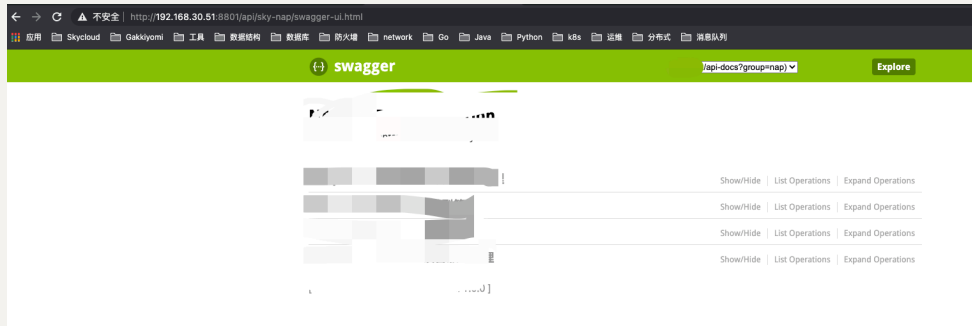 不安全 | http://192.168.30.51:8801/api/sky-nap/swagger-ui.html
应用 Skycloud Gakkiyomi 工具 数据结构 数据库 防火墙 network Go Java Python k8s 运维 分布式 消息队列
{··} swagger /api-docs?group=nap) Explore
Show/Hide | List Operations | Expand Operations
Show/Hide | List Operations | Expand Operations
Show/Hide | List Operations | Expand Operations
Show/Hide | List Operations | Expand Operations